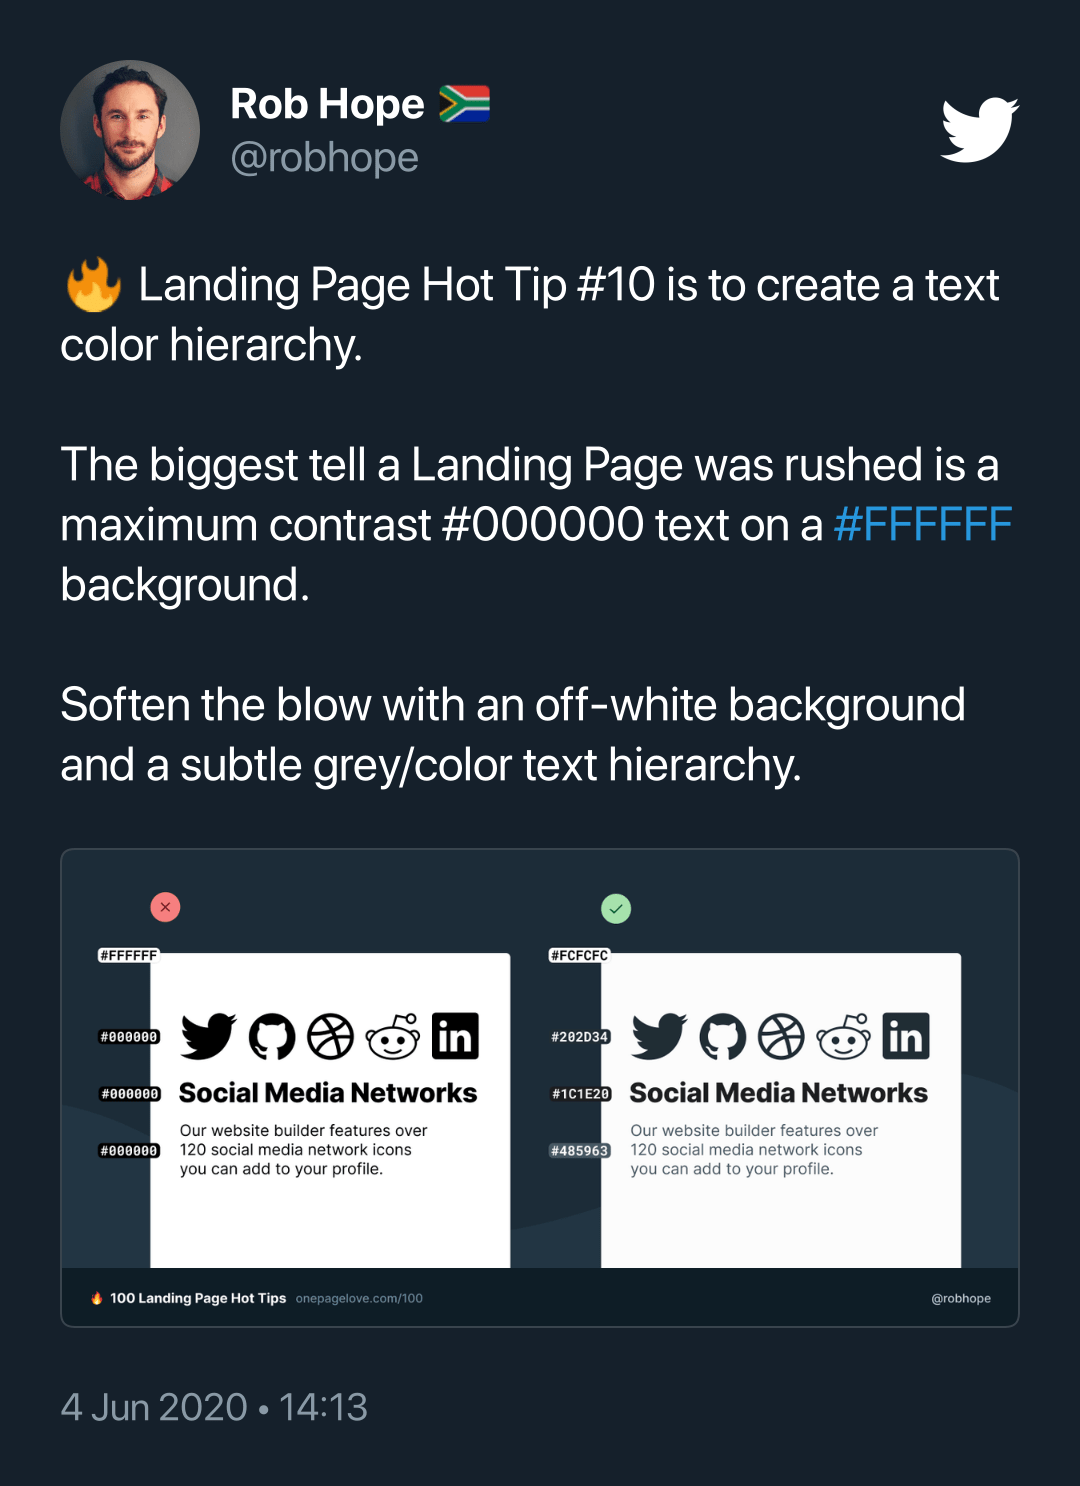 Rob Hope 🇿🇦
@robhope
🔥 Landing Page Hot Tip #10 is to create a text
color hierarchy.
The biggest tell a Landing Page was rushed is a
maximum contrast #000000 text on a #FFFFFF
background.
Soften the blow with an off-white background
and a subtle grey/color text hierarchy.
#FFFFFF
#000000
in
#000000
Social Media Networks
#000000
Our website builder features over
120 social media network icons
you can add to your profile.
#FCFCFC
#202D34
in
#1C1E20
Social Media Networks
#485963
Our website builder features over
120 social media network icons
you can add to your profile.
🔥 100 Landing Page Hot Tips onepagelove.com/100
@robhope
4 Jun 2020 • 14:13